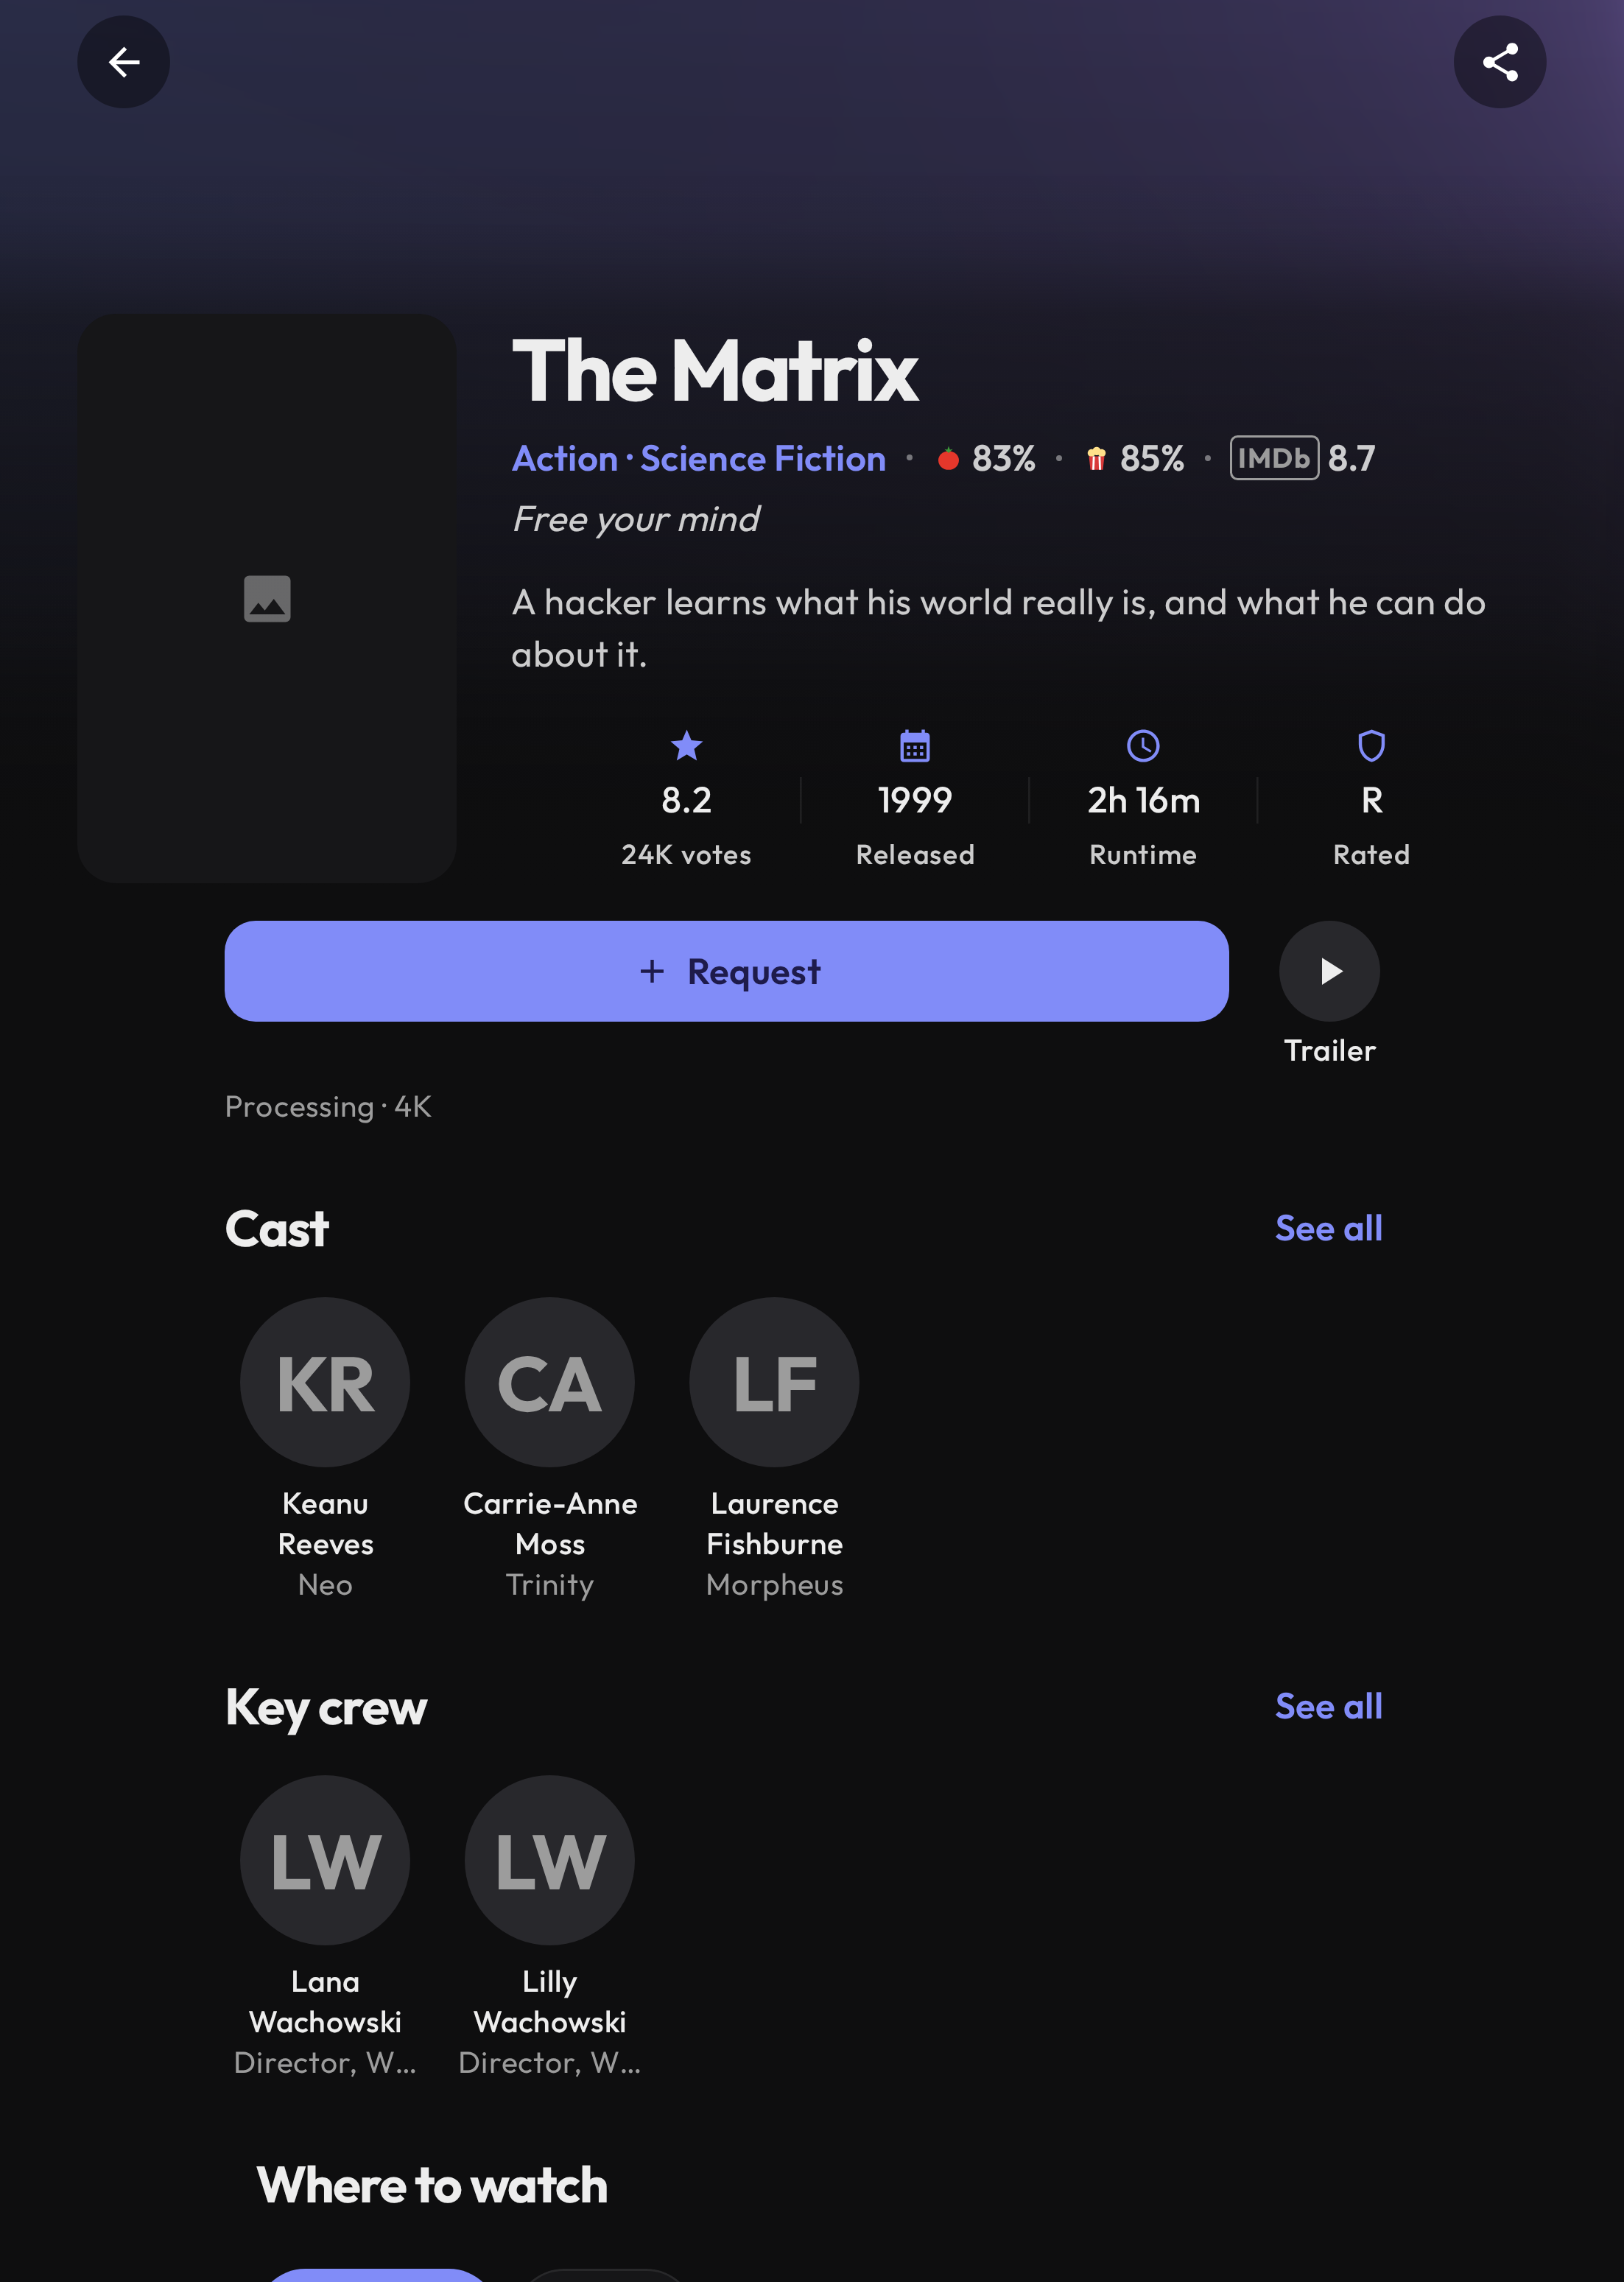 The Matrix
Action · Science Fiction · 83% · 85% · IMDb 8.7
Free your mind
A hacker learns what his world really is, and what he can do
about it.
8.2 1999 2h 16m R
24K votes Released Runtime Rated
+ Request
Trailer
Processing · 4K
Cast See all
KR CA LF
Keanu Carrie-Anne Laurence
Reeves Moss Fishburne
Neo Trinity Morpheus
Key crew See all
LW LW
Lana Lilly
Wachowski Wachowski
Director, W... Director, W...
Where to watch